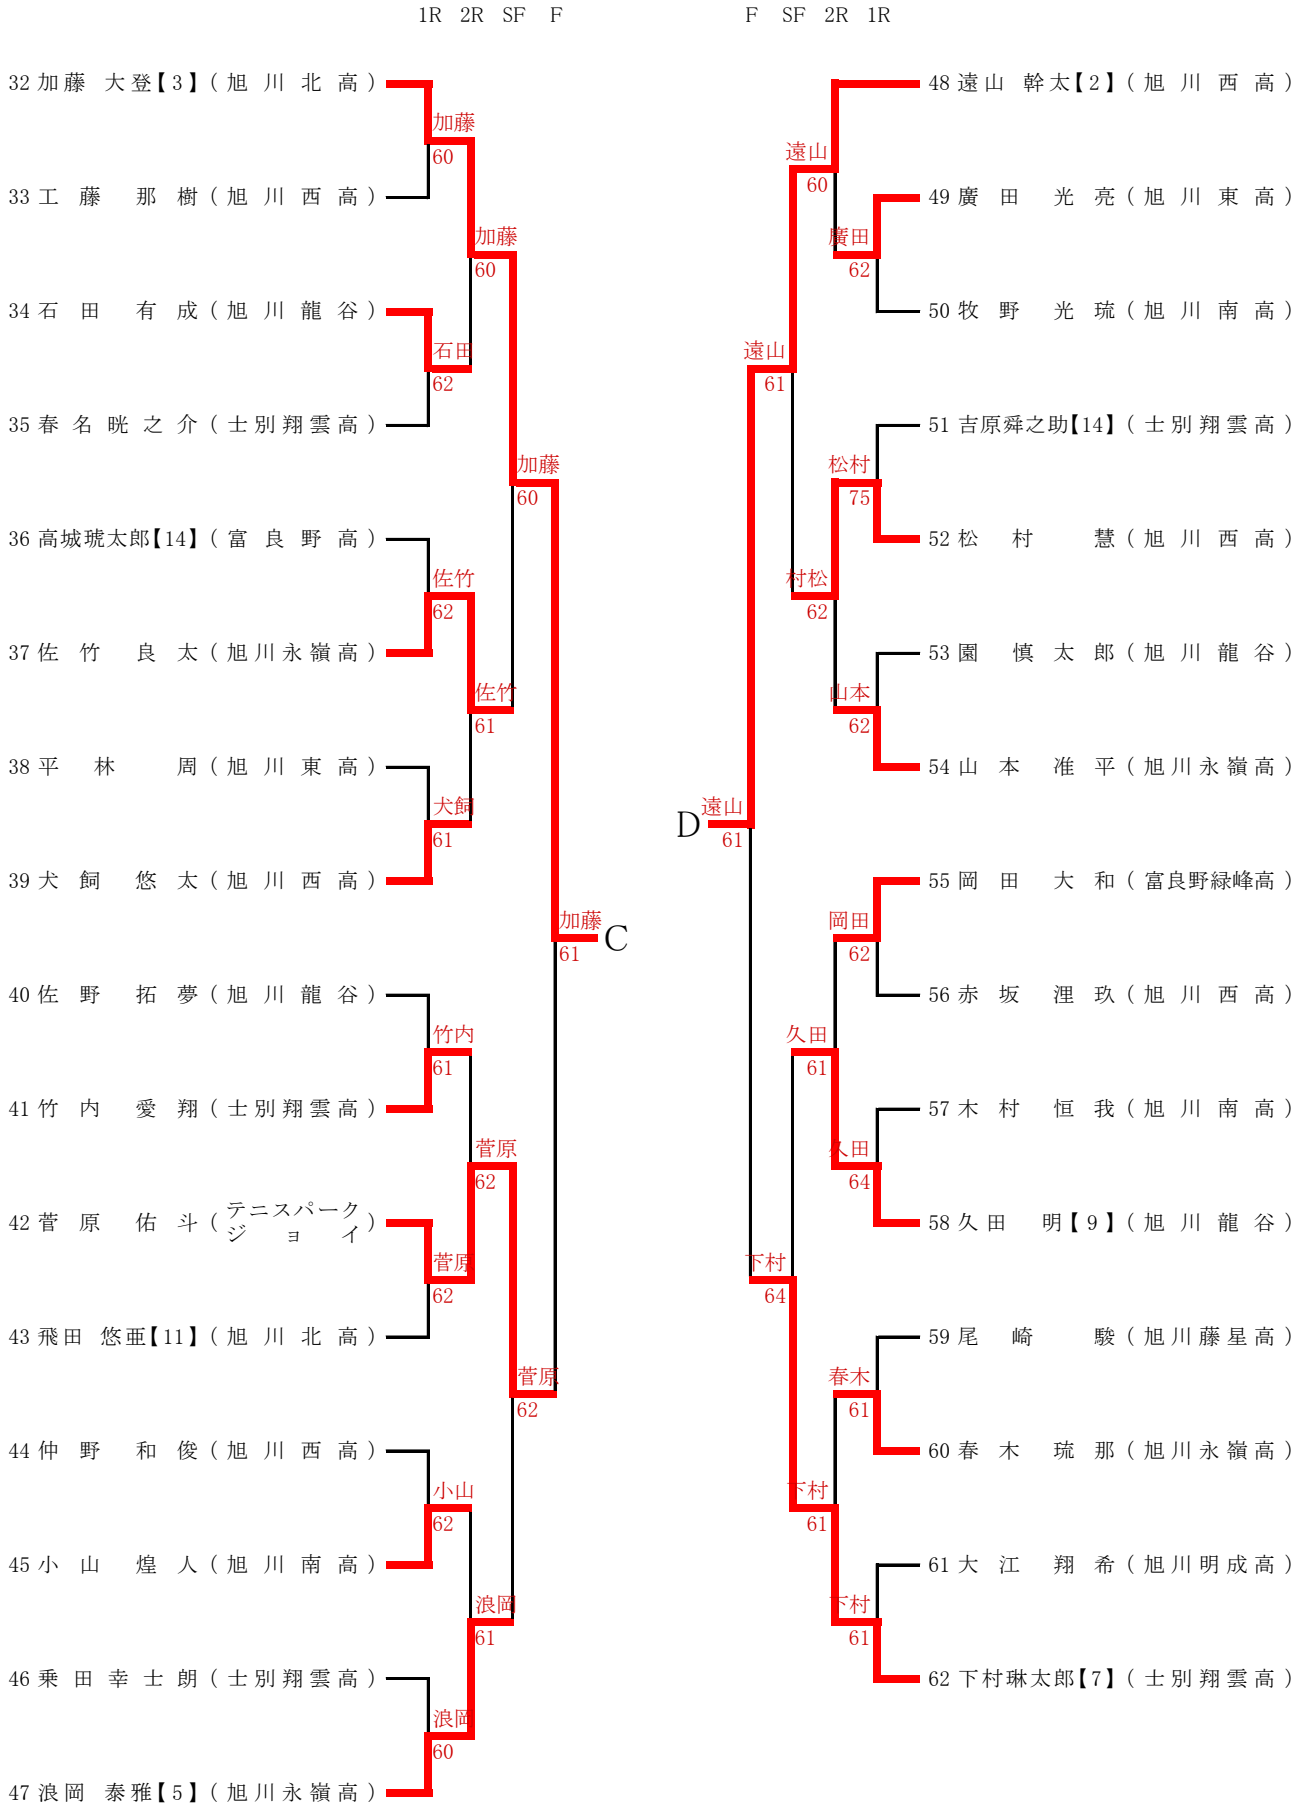 1R 2R SF F
32 加藤 大登【3】(旭川北高)
加藤
60
33 工藤 那樹(旭川西高)
加藤
60
34 石田 有成(旭川龍谷)
石田
62
35 春名 晄之介(士別翔雲高)
加藤
60
36 高城琥太郎【14】(富良野高)
佐竹
62
37 佐竹 良太(旭川永嶺高)
佐竹
61
38 平林 周(旭川東高)
犬飼
61
39 犬飼 悠太(旭川西高)
加藤
61
C
40 佐野 拓夢(旭川龍谷)
竹内
61
41 竹内 愛翔(士別翔雲高)
菅原
62
42 菅原 佑斗(テニスパークジョイ)
菅原
62
43 飛田 悠亜【11】(旭川北高)
菅原
62
44 仲野 和俊(旭川西高)
小山
62
45 小山 煌人(旭川南高)
浪岡
61
46 乗田 幸士朗(士別翔雲高)
浪岡
60
47 浪岡 泰雅【5】(旭川永嶺高)
F SF 2R 1R
48 遠山 幹太【2】(旭川西高)
遠山
60
49 廣田 光亮(旭川東高)
廣田
62
50 牧野 光琉(旭川南高)
遠山
61
51 吉原舜之助【14】(士別翔雲高)
松村
75
52 松村 慧(旭川西高)
村松
62
53 園 慎太郎(旭川龍谷)
山本
62
54 山本 准平(旭川永嶺高)
D
遠山
61
55 岡田 大和(富良野緑峰高)
岡田
62
56 赤坂 浬玖(旭川西高)
久田
61
57 木村 恒我(旭川南高)
久田
64
58 久田 明【9】(旭川龍谷)
下村
64
59 尾崎 駿(旭川藤星高)
春木
61
60 春木 琉那(旭川永嶺高)
下村
61
61 大江 翔希(旭川明成高)
下村
61
62 下村琳太郎【7】(士別翔雲高)